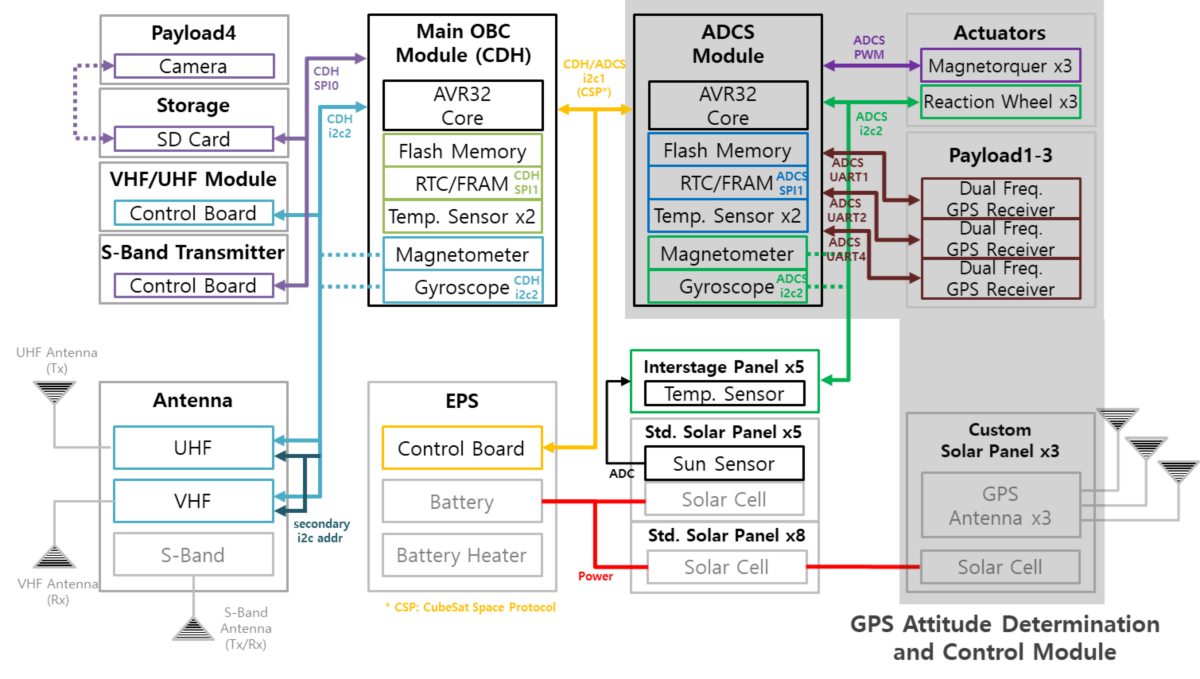 Payload4
Camera
Storage
SD Card
VHF/UHF Module
Control Board
S-Band Transmitter
Control Board
CDH
SPI0
CDH
i2c2
Main OBC
Module (CDH)
AVR32
Core
Flash Memory
RTC/FRAM
CDH
SPI1
Temp. Sensor x2
Magnetometer
Gyroscope
CDH
i2c2
CDH/ADCS
i2c1
(CSP*)
ADCS
Module
AVR32
Core
Flash Memory
RTC/FRAM
ADCS
SPI1
Temp. Sensor x2
Magnetometer
Gyroscope
ADCS
i2c2
ADCS
PWM
ADCS
i2c2
ADCS
UART1
ADCS
UART2
ADCS
UART4
Actuators
Magnetorquer x3
Reaction Wheel x3
Payload1-3
Dual Freq.
GPS Receiver
Dual Freq.
GPS Receiver
Dual Freq.
GPS Receiver
UHF Antenna
(Tx)
Antenna
UHF
VHF
S-Band
secondary
i2c addr
VHF Antenna
(Rx)
S-Band
Antenna
(Tx/Rx)
EPS
Control Board
Battery
Battery Heater
* CSP: CubeSat Space Protocol
Interstage Panel x5
Temp. Sensor
Std. Solar Panel x5
Sun Sensor
ADC
Solar Cell
Std. Solar Panel x8
Solar Cell
Power
Custom
Solar Panel x3
GPS
Antenna x3
Solar Cell
GPS Attitude Determination
and Control Module